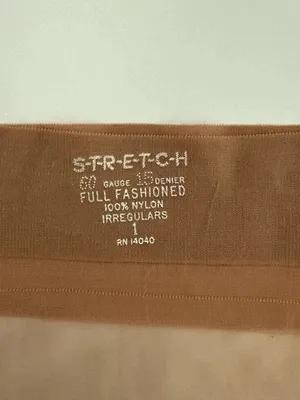 S-T-R-E-T-C-H
60 GAUGE 15 DENIER
FULL FASHIONED
100% NYLON
IRREGULARS
1
RN 14040